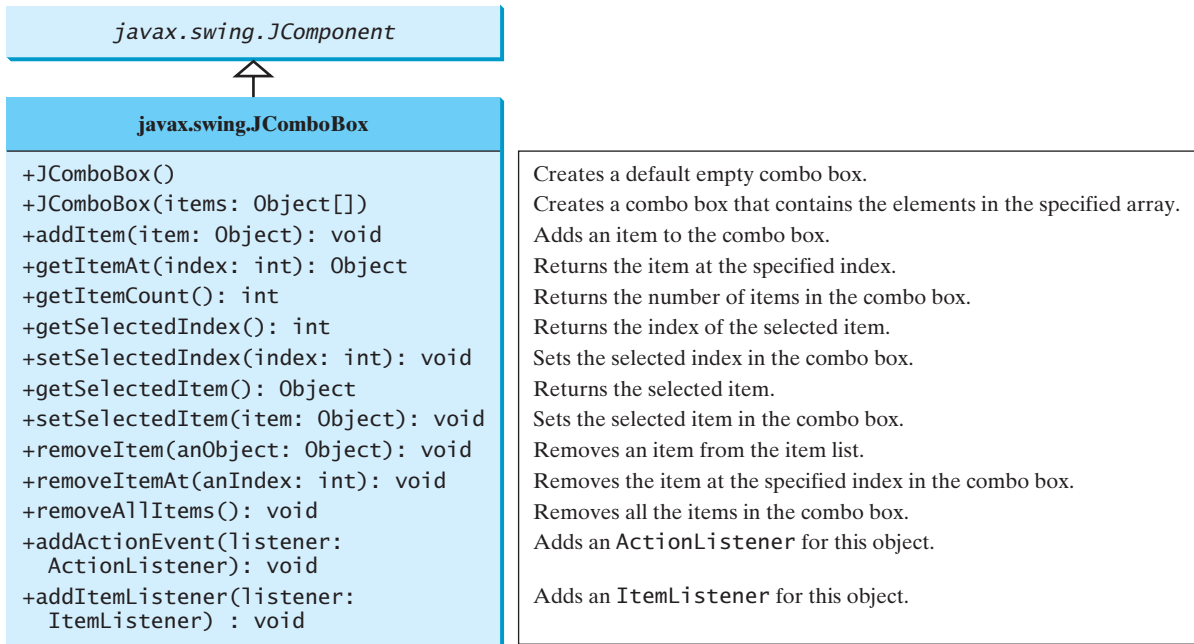 javax.swing.JComponent
javax.swing.JComboBox
+JComboBox()
Creates a default empty combo box.
+JComboBox(items: Object[])
Creates a combo box that contains the elements in the specified array.
+addItem(item: Object): void
Adds an item to the combo box.
+getItemAt(index: int): Object
Returns the item at the specified index.
+getItemCount(): int
Returns the number of items in the combo box.
+getSelectedIndex(): int
Returns the index of the selected item.
+setSelectedIndex(index: int): void
Sets the selected index in the combo box.
+getSelectedItem(): Object
Returns the selected item.
+setSelectedItem(item: Object): void
Sets the selected item in the combo box.
+removeItem(anObject: Object): void
Removes an item from the item list.
+removeItemAt(anIndex: int): void
Removes the item at the specified index in the combo box.
+removeAllItems(): void
Removes all the items in the combo box.
+addActionEvent(listener:
ActionListener): void
Adds an ActionListener for this object.
+addItemListener(listener:
ItemListener) : void
Adds an ItemListener for this object.